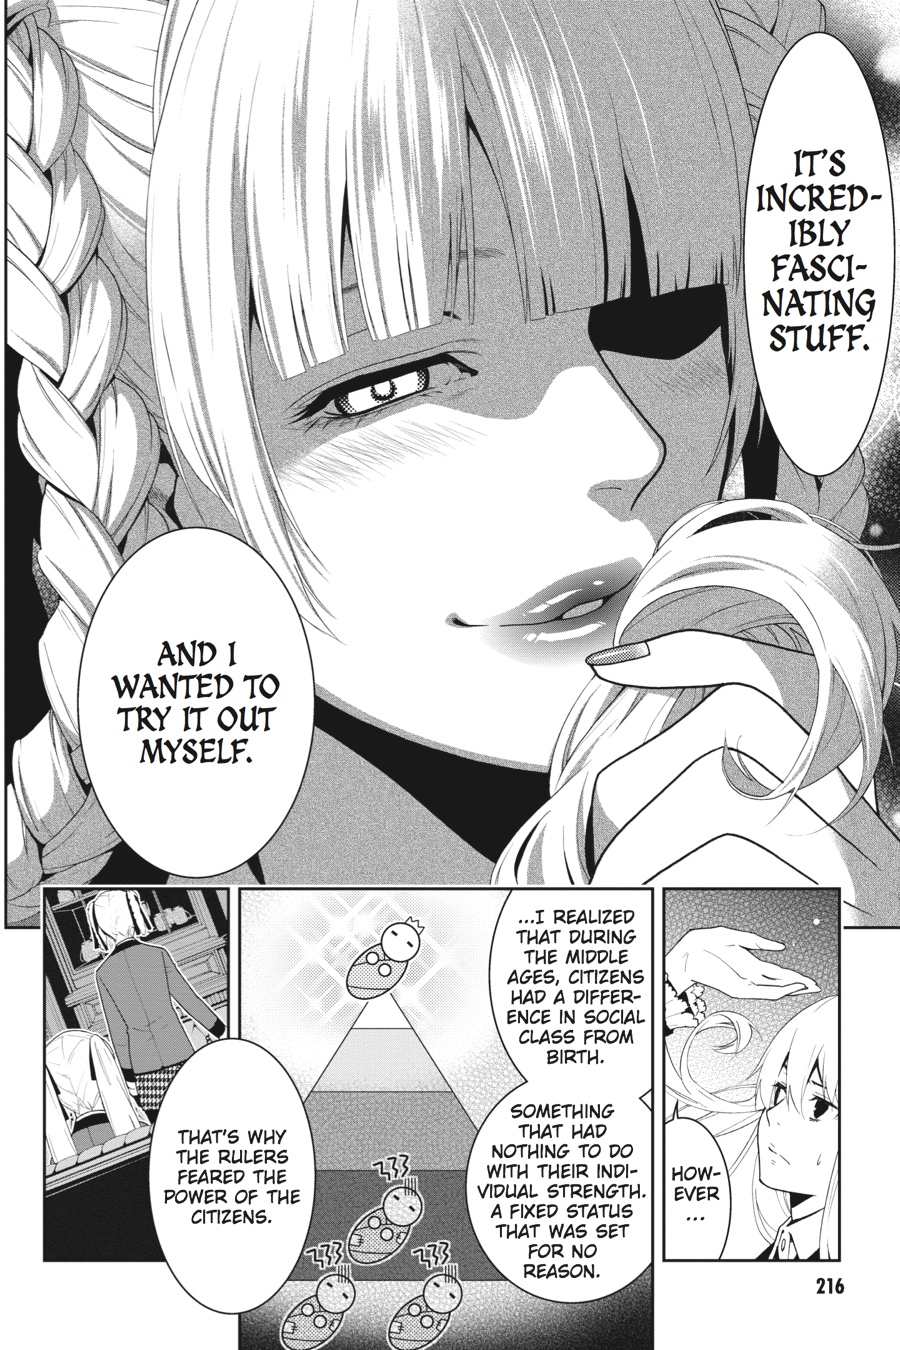 IT'S
INCRED-
IBLY
FASCI-
NATING
STUFF.
AND I
WANTED TO
TRY IT OUT
MYSELF.
HOW-
EVER
...
...I REALIZED
THAT DURING
THE MIDDLE
AGES, CITIZENS
HAD A DIFFER-
ENCE IN SOCIAL
CLASS FROM
BIRTH.
SOMETHING
THAT HAD
NOTHING TO DO
WITH THEIR INDI-
VIDUAL STRENGTH.
A FIXED STATUS
THAT WAS SET
FOR NO
REASON.
THAT'S WHY
THE RULERS
FEARED THE
POWER OF THE
CITIZENS.
216